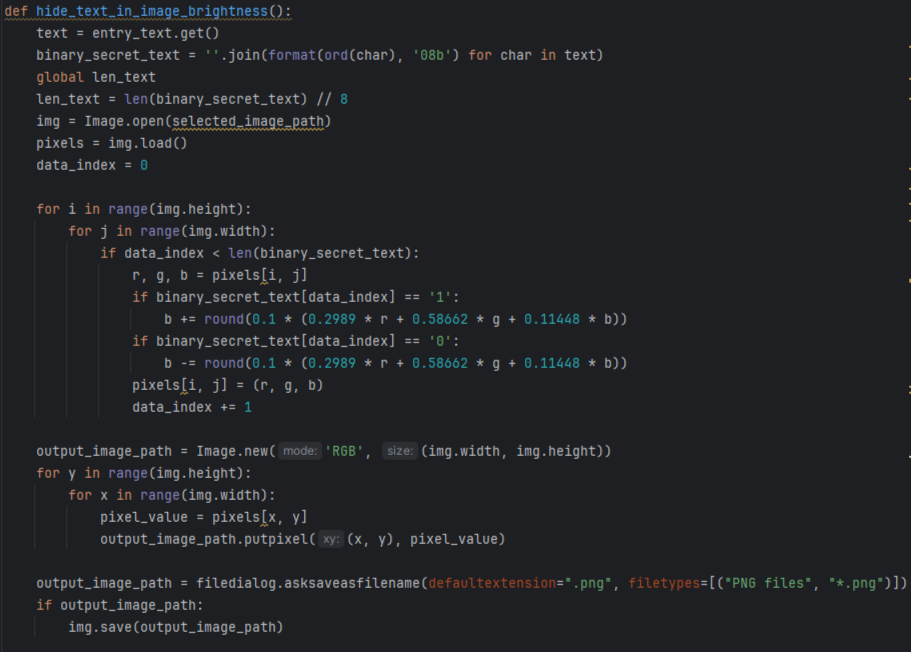 def hide_text_in_image_brightness():
    text = entry_text.get()
    binary_secret_text = ''.join(format(ord(char), '08b') for char in text)
    global len_text
    len_text = len(binary_secret_text) // 8
    img = Image.open(selected_image_path)
    pixels = img.load()
    data_index = 0
    for i in range(img.height):
        for j in range(img.width):
            if data_index < len(binary_secret_text):
                r, g, b = pixels[i, j]
                if binary_secret_text[data_index] == '1':
                    b += round(0.1 * (0.2989 * r + 0.58662 * g + 0.11448 * b))
                if binary_secret_text[data_index] == '0':
                    b -= round(0.1 * (0.2989 * r + 0.58662 * g + 0.11448 * b))
                pixels[i, j] = (r, g, b)
                data_index += 1
    output_image_path = Image.new( mode: 'RGB',  size: (img.width, img.height))
    for y in range(img.height):
        for x in range(img.width):
            pixel_value = pixels[x, y]
            output_image_path.putpixel( xy: (x, y), pixel_value)
    output_image_path = filedialog.asksaveasfilename(defaultextension=".png", filetypes=[("PNG files", "*.png")])
    if output_image_path:
        img.save(output_image_path)